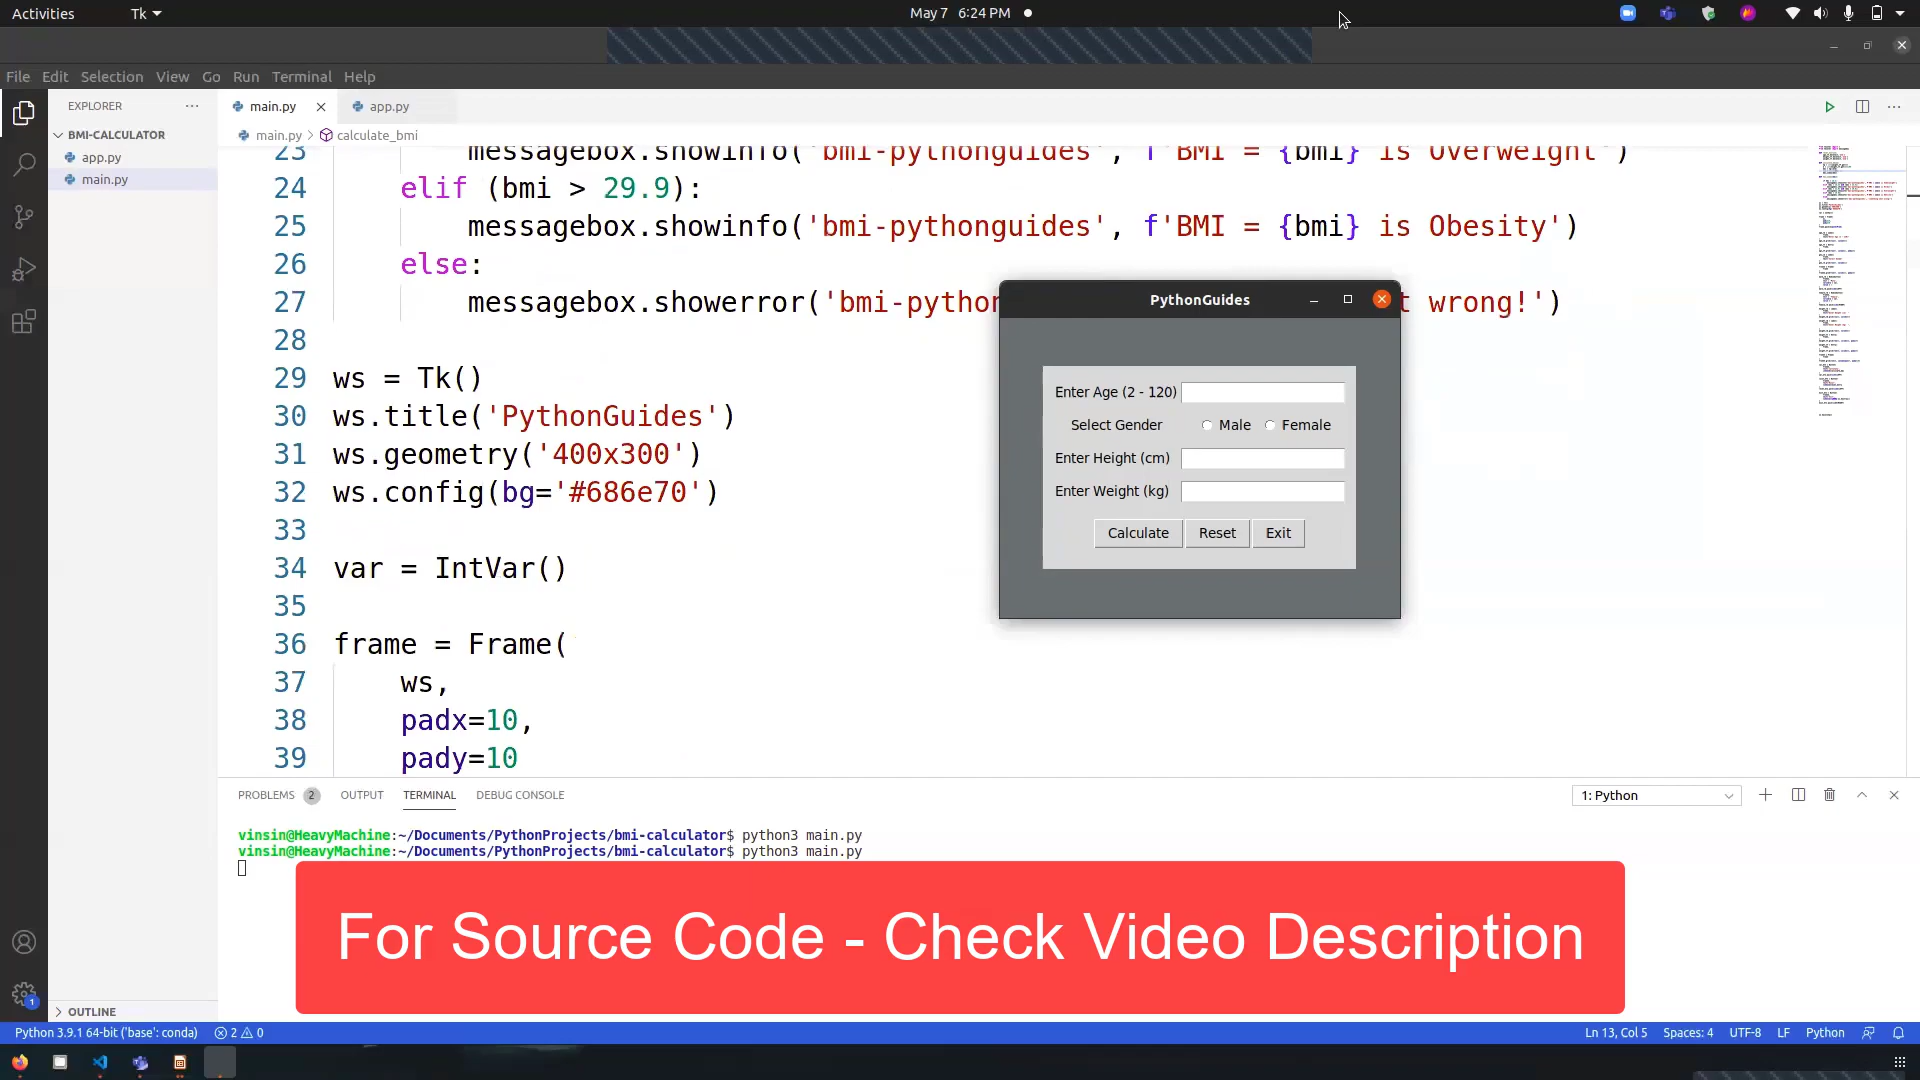 Activities
Tk
May 7 6:24 PM
File Edit Selection View Go Run Terminal Help
EXPLORER
BMI-CALCULATOR
app.py
main.py
OUTLINE
main.py
app.py
main.py > calculate_bmi
23 messagebox.showinfo('bmi-pythonguides', f'BMI = {bmi} is Overweight')
24 elif (bmi > 29.9):
25 messagebox.showinfo('bmi-pythonguides', f'BMI = {bmi} is Obesity')
26 else:
27 messagebox.showerror('bmi-python t wrong!')
28
29 ws = Tk()
30 ws.title('PythonGuides')
31 ws.geometry('400x300')
32 ws.config(bg='#686e70')
33
34 var = IntVar()
35
36 frame = Frame(
37 ws,
38 padx=10,
39 pady=10
PythonGuides
Enter Age (2 - 120)
Select Gender Male Female
Enter Height (cm)
Enter Weight (kg)
Calculate Reset Exit
PROBLEMS 2 OUTPUT TERMINAL DEBUG CONSOLE
1: Python
vinsin@HeavyMachine:~/Documents/PythonProjects/bmi-calculator$ python3 main.py
vinsin@HeavyMachine:~/Documents/PythonProjects/bmi-calculator$ python3 main.py
For Source Code - Check Video Description
1
Python 3.9.1 64-bit ('base': conda) 2 0
Ln 13, Col 5 Spaces: 4 UTF-8 LF Python